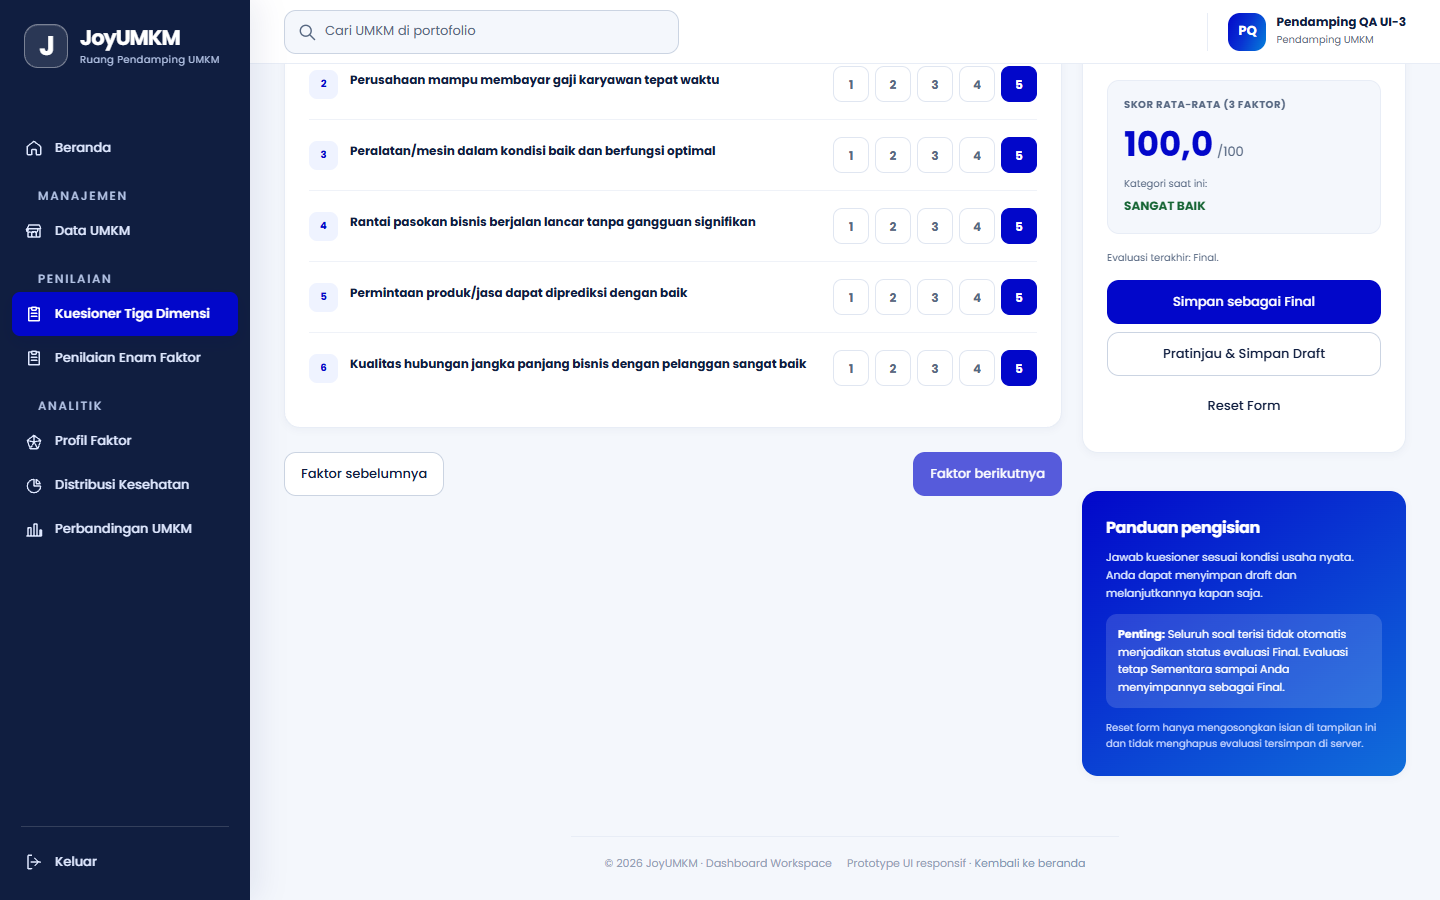 J
JoyUMKM
Ruang Pendamping UMKM
Beranda
MANAJEMEN
Data UMKM
PENILAIAN
Kuesioner Tiga Dimensi
Penilaian Enam Faktor
ANALITIK
Profil Faktor
Distribusi Kesehatan
Perbandingan UMKM
Keluar
Cari UMKM di portofolio
PQ
Pendamping QA UI-3
Pendamping UMKM
2 Perusahaan mampu membayar gaji karyawan tepat waktu 1 2 3 4 5
3 Peralatan/mesin dalam kondisi baik dan berfungsi optimal 1 2 3 4 5
4 Rantai pasokan bisnis berjalan lancar tanpa gangguan signifikan 1 2 3 4 5
5 Permintaan produk/jasa dapat diprediksi dengan baik 1 2 3 4 5
6 Kualitas hubungan jangka panjang bisnis dengan pelanggan sangat baik 1 2 3 4 5
Faktor sebelumnya
Faktor berikutnya
SKOR RATA-RATA (3 FAKTOR)
100,0 /100
Kategori saat ini:
SANGAT BAIK
Evaluasi terakhir: Final.
Simpan sebagai Final
Pratinjau & Simpan Draft
Reset Form
Panduan pengisian
Jawab kuesioner sesuai kondisi usaha nyata.
Anda dapat menyimpan draft dan
melanjutkannya kapan saja.
Penting: Seluruh soal terisi tidak otomatis
menjadikan status evaluasi Final. Evaluasi
tetap Sementara sampai Anda
menyimpannya sebagai Final.
Reset form hanya mengosongkan isian di tampilan ini
dan tidak menghapus evaluasi tersimpan di server.
© 2026 JoyUMKM · Dashboard Workspace Prototype UI responsif · Kembali ke beranda